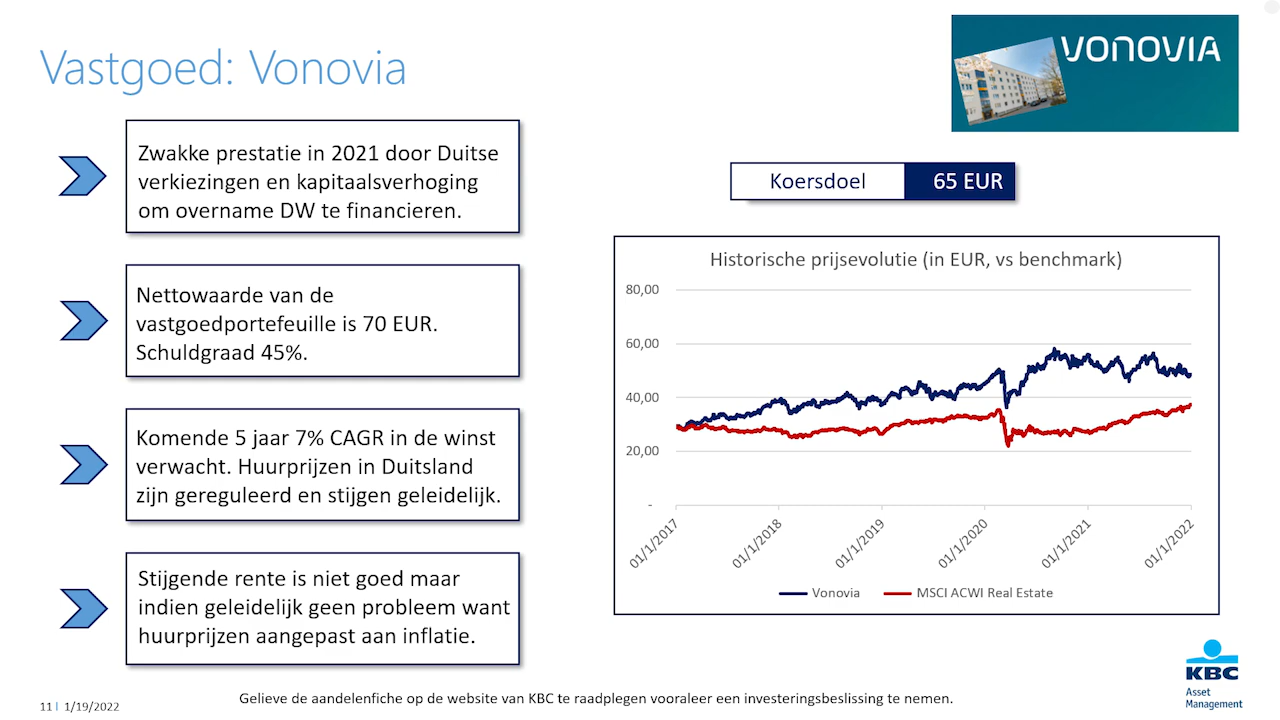 Vastgoed: Vonovia
VONOVIA
Zwakke prestatie in 2021 door Duitse
verkiezingen en kapitaalsverhoging
om overname DW te financieren.
Nettowaarde van de
vastgoedportefeuille is 70 EUR.
Schuldgraad 45%.
Komende 5 jaar 7% CAGR in de winst
verwacht. Huurprijzen in Duitsland
zijn gereguleerd en stijgen geleidelijk.
Stijgende rente is niet goed maar
indien geleidelijk geen probleem want
huurprijzen aangepast aan inflatie.
Koersdoel 65 EUR
Historische prijsevolutie (in EUR, vs benchmark)
80,00
60,00
40,00
20,00
-
01/1/2017 01/1/2018 01/1/2019 01/1/2020 01/1/2021 01/1/2022
Vonovia MSCI ACWI Real Estate
KBC
Asset
Management
11 | 1/19/2022
Gelieve de aandelenfiche op de website van KBC te raadplegen vooraleer een investeringsbeslissing te nemen.